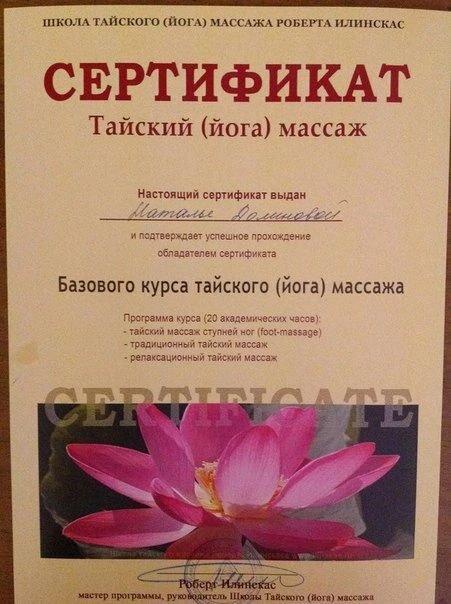 ШКОЛА ТАЙСКОГО (ЙОГА) МАССАЖА РОБЕРТА ИЛИНСКАС
СЕРТИФИКАТ
Тайский (йога) массаж
Настоящий сертификат выдан
Наталье Долиновой
и подтверждает успешное прохождение
обладателем сертификата
Базового курса тайского (йога) массажа
Программа курса (20 академических часов):
- тайский массаж ступней ног (foot-massage)
- традиционный тайский массаж
- релаксационный тайский массаж
CERTIFICATE
Роберт Илинскас
мастер программы, руководитель Школы Тайского (йога) массажа